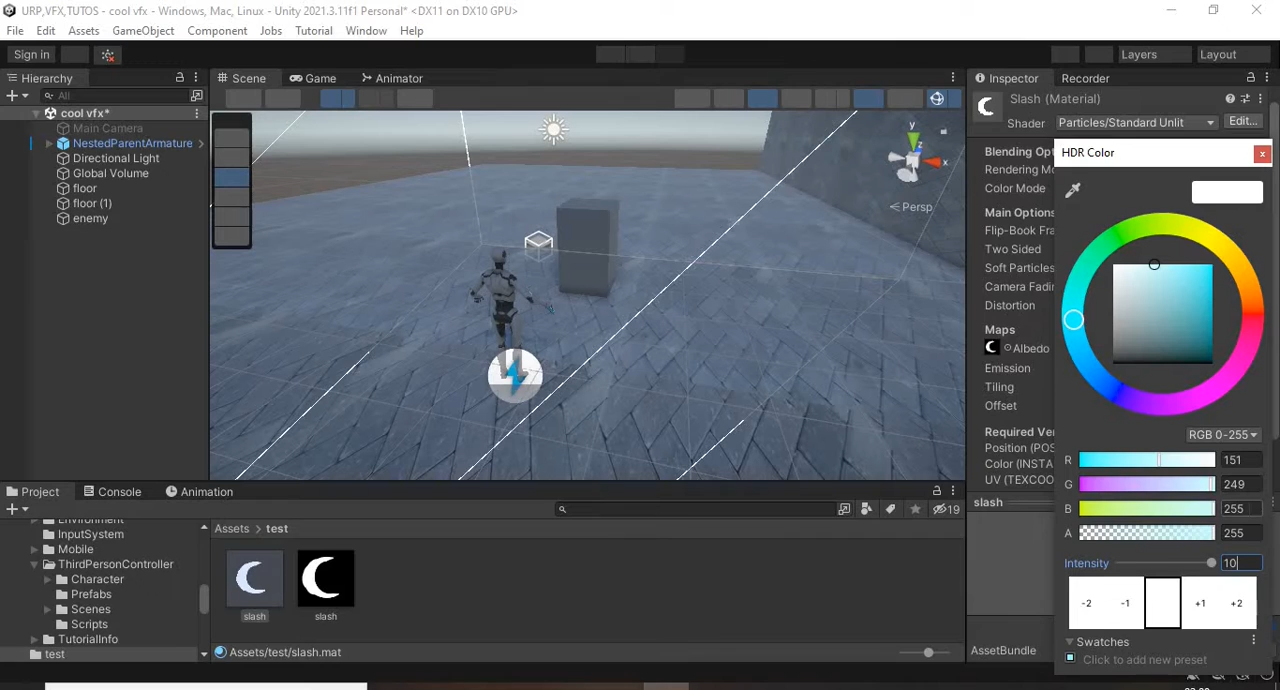 URP,VFX,TUTOS - cool vfx - Windows, Mac, Linux - Unity 2021.3.11f1 Personal* <DX11 on DX10 GPU>
File Edit Assets GameObject Component Jobs Tutorial Window Help
Sign in Layers Layout
Hierarchy
All
cool vfx*
Main Camera
NestedParentArmature
Directional Light
Global Volume
floor
floor (1)
enemy
Scene Game Animator
y
z
x
Persp
Inspector Recorder
Slash (Material)
Shader Particles/Standard Unlit Edit...
Blending Opt
Rendering M
Color Mode
Main Options
Flip-Book Fra
Two Sided
Soft Particles
Camera Fadin
Distortion
Maps
Albedo
Emission
Tiling
Offset
Required Ver
Position (POS
Color (INSTA
UV (TEXCOO
slash
AssetBundle
HDR Color
RGB 0-255
R 151
G 249
B 255
A 255
Intensity 10
-2 -1 +1 +2
Swatches
Click to add new preset
Project Console Animation
19
Environment
InputSystem
Mobile
ThirdPersonController
Character
Prefabs
Scenes
Scripts
TutorialInfo
test
Assets > test
slash slash
Assets/test/slash.mat